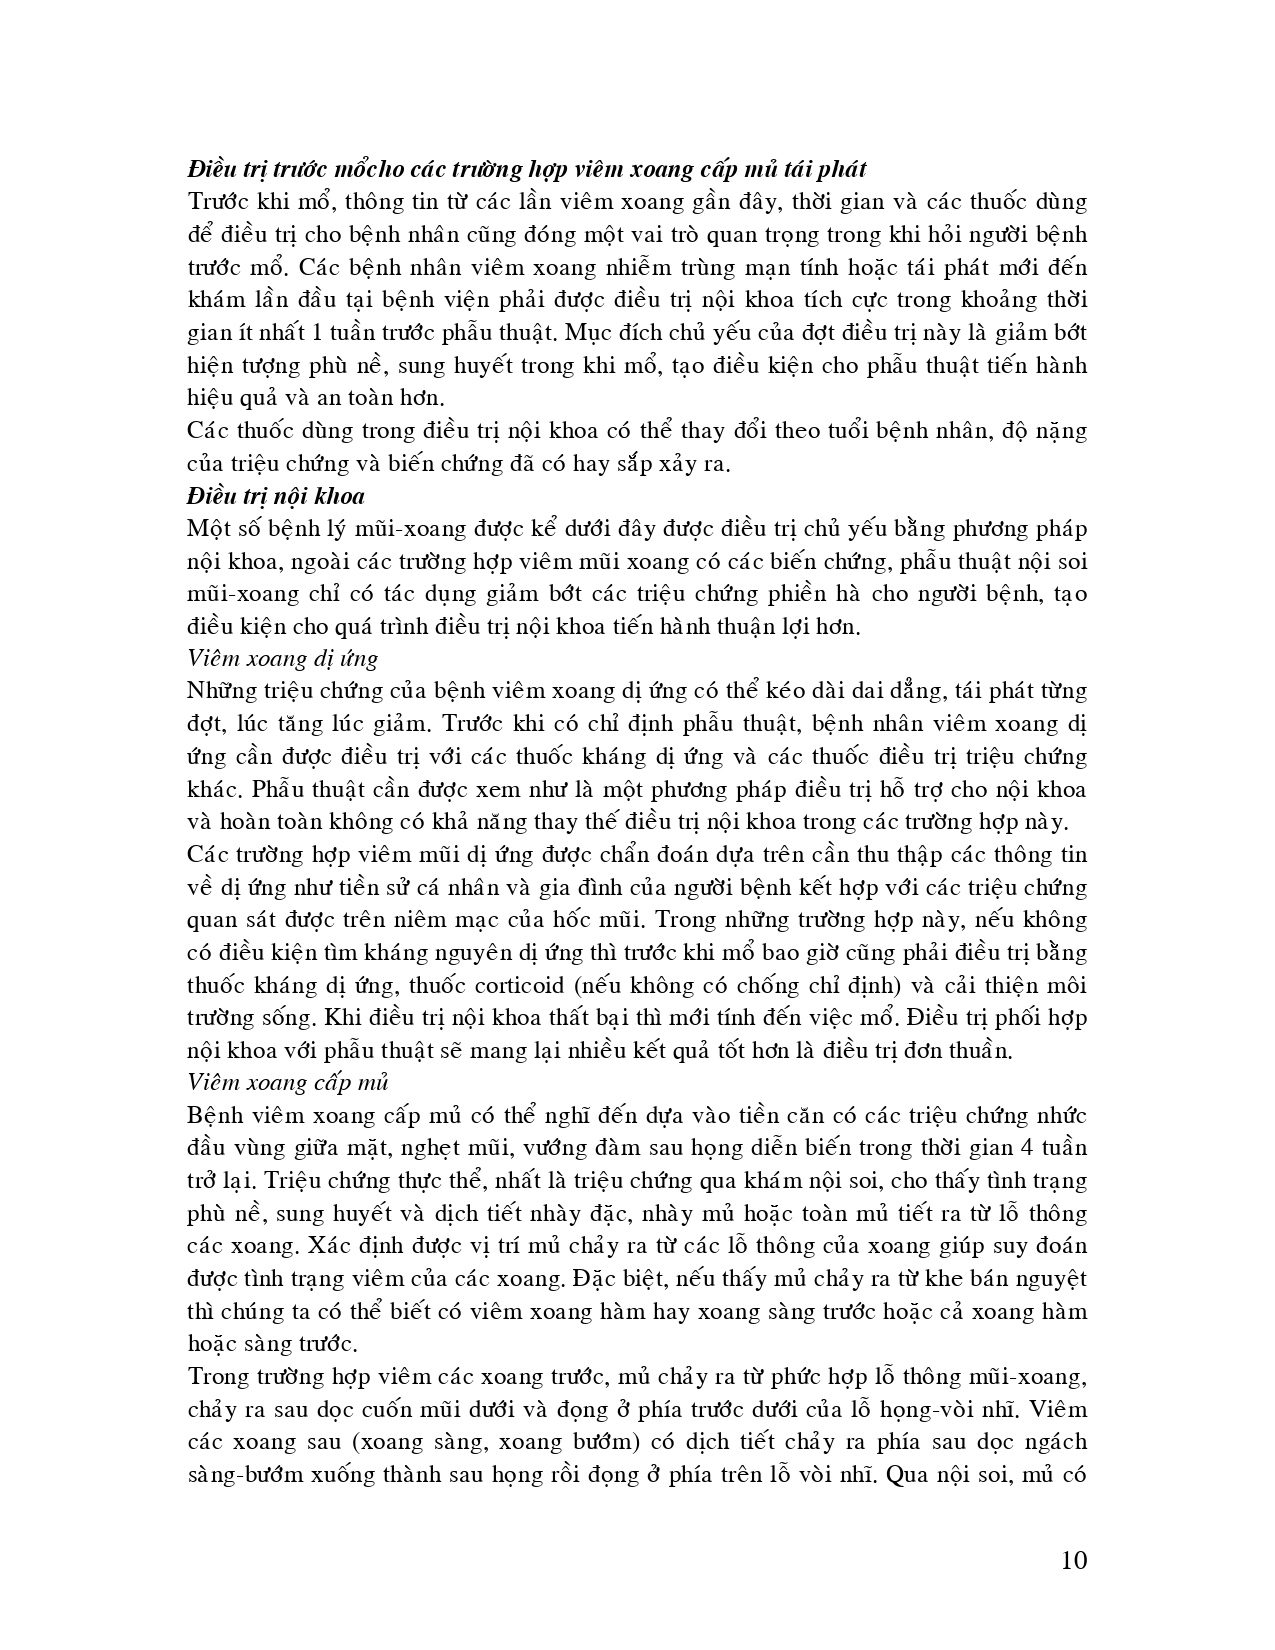 Điều trị trước mổcho các trường hợp viêm xoang cấp mủ tái phát
Trước khi mổ, thông tin từ các lần viêm xoang gần đây, thời gian và các thuốc dùng
để điều trị cho bệnh nhân cũng đóng một vai trò quan trọng trong khi hỏi người bệnh
trước mổ. Các bệnh nhân viêm xoang nhiễm trùng mạn tính hoặc tái phát mới đến
khám lần đầu tại bệnh viện phải được điều trị nội khoa tích cực trong khoảng thời
gian ít nhất 1 tuần trước phẫu thuật. Mục đích chủ yếu của đợt điều trị này là giảm bớt
hiện tượng phù nề, sung huyết trong khi mổ, tạo điều kiện cho phẫu thuật tiến hành
hiệu quả và an toàn hơn.
Các thuốc dùng trong điều trị nội khoa có thể thay đổi theo tuổi bệnh nhân, độ nặng
của triệu chứng và biến chứng đã có hay sắp xảy ra.
Điều trị nội khoa
Một số bệnh lý mũi-xoang được kể dưới đây được điều trị chủ yếu bằng phương pháp
nội khoa, ngoài các trường hợp viêm mũi xoang có các biến chứng, phẫu thuật nội soi
mũi-xoang chỉ có tác dụng giảm bớt các triệu chứng phiền hà cho người bệnh, tạo
điều kiện cho quá trình điều trị nội khoa tiến hành thuận lợi hơn.
Viêm xoang dị ứng
Những triệu chứng của bệnh viêm xoang dị ứng có thể kéo dài dai dẳng, tái phát từng
đợt, lúc tăng lúc giảm. Trước khi có chỉ định phẫu thuật, bệnh nhân viêm xoang dị
ứng cần được điều trị với các thuốc kháng dị ứng và các thuốc điều trị triệu chứng
khác. Phẫu thuật cần được xem như là một phương pháp điều trị hỗ trợ cho nội khoa
và hoàn toàn không có khả năng thay thế điều trị nội khoa trong các trường hợp này.
Các trường hợp viêm mũi dị ứng được chẩn đoán dựa trên cần thu thập các thông tin
về dị ứng như tiền sử cá nhân và gia đình của người bệnh kết hợp với các triệu chứng
quan sát được trên niêm mạc của hốc mũi. Trong những trường hợp này, nếu không
có điều kiện tìm kháng nguyên dị ứng thì trước khi mổ bao giờ cũng phải điều trị bằng
thuốc kháng dị ứng, thuốc corticoid (nếu không có chống chỉ định) và cải thiện môi
trường sống. Khi điều trị nội khoa thất bại thì mới tính đến việc mổ. Điều trị phối hợp
nội khoa với phẫu thuật sẽ mang lại nhiều kết quả tốt hơn là điều trị đơn thuần.
Viêm xoang cấp mủ
Bệnh viêm xoang cấp mủ có thể nghĩ đến dựa vào tiền căn có các triệu chứng nhức
đầu vùng giữa mặt, nghẹt mũi, vướng đàm sau họng diễn biến trong thời gian 4 tuần
trở lại. Triệu chứng thực thể, nhất là triệu chứng qua khám nội soi, cho thấy tình trạng
phù nề, sung huyết và dịch tiết nhày đặc, nhày mủ hoặc toàn mủ tiết ra từ lỗ thông
các xoang. Xác định được vị trí mủ chảy ra từ các lỗ thông của xoang giúp suy đoán
được tình trạng viêm của các xoang. Đặc biệt, nếu thấy mủ chảy ra từ khe bán nguyệt
thì chúng ta có thể biết có viêm xoang hàm hay xoang sàng trước hoặc cả xoang hàm
hoặc sàng trước.
Trong trường hợp viêm các xoang trước, mủ chảy ra từ phức hợp lỗ thông mũi-xoang,
chảy ra sau dọc cuốn mũi dưới và đọng ở phía trước dưới của lỗ họng-vòi nhĩ. Viêm
các xoang sau (xoang sàng, xoang bướm) có dịch tiết chảy ra phía sau dọc ngách
sàng-bướm xuống thành sau họng rồi đọng ở phía trên lỗ vòi nhĩ. Qua nội soi, mủ có
10